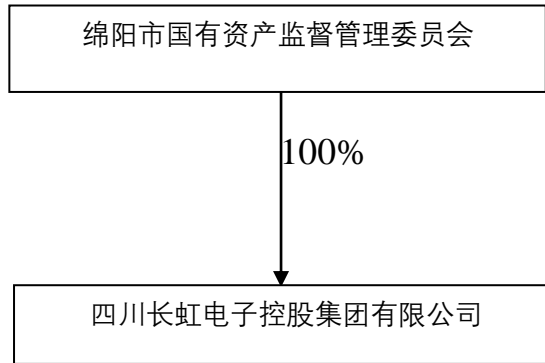 绵阳市国有资产监督管理委员会
100%
四川长虹电子控股集团有限公司